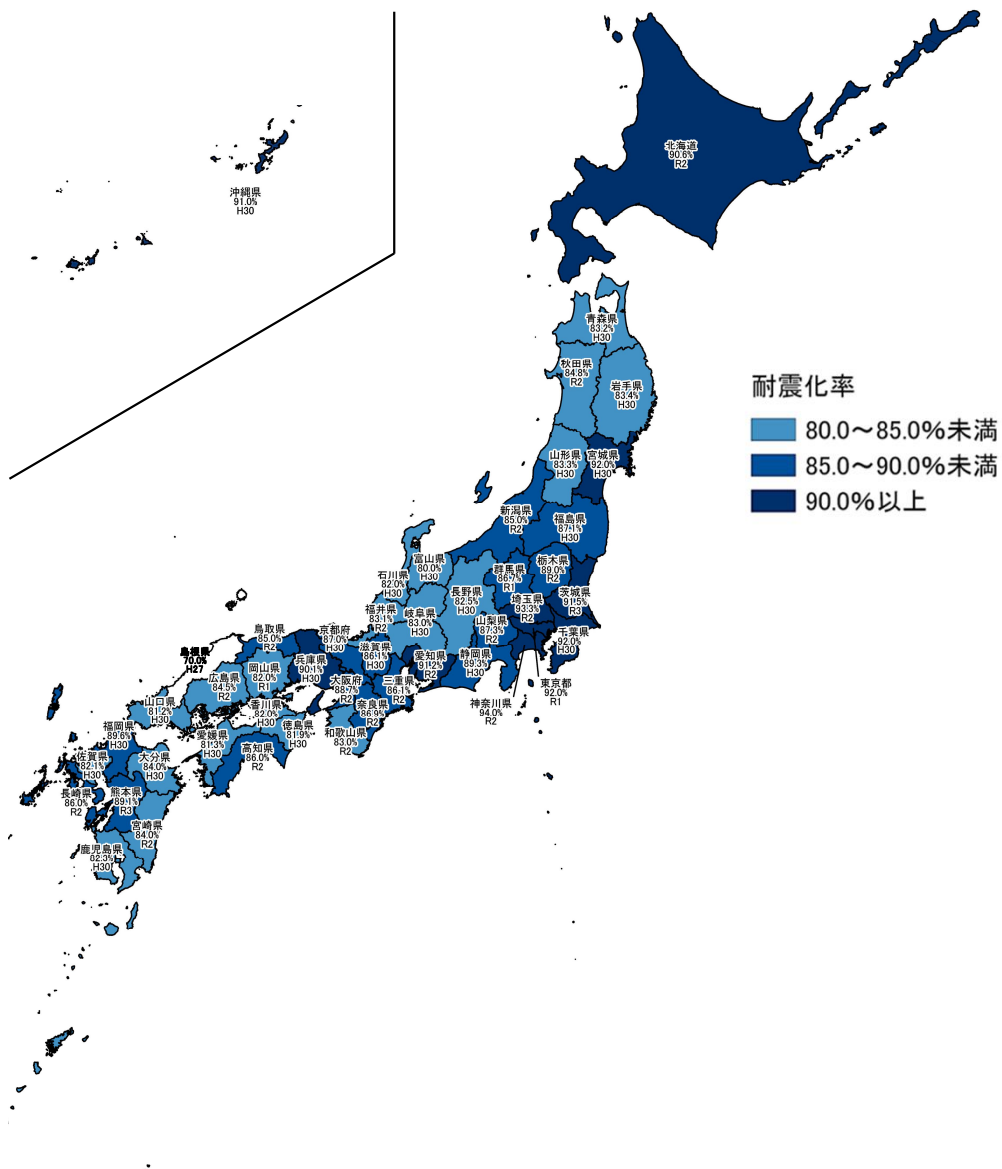 北海道
90.6%
R2
沖縄県
91.0%
H30
青森県
83.2%
H30
秋田県
84.8%
R2
岩手県
83.4%
H30
耐震化率
80.0～85.0%未満
85.0～90.0%未満
90.0%以上
山形県
83.3%
H30
宮城県
92.0%
H30
新潟県
85.0%
R2
福島県
87.1%
H30
富山県
80.0%
H30
石川県
82.0%
H30
群馬県
86.7%
R1
栃木県
89.0%
R2
長野県
82.5%
H30
埼玉県
93.3%
R2
茨城県
91.5%
R3
福井県
83.1%
R2
岐阜県
83.0%
H30
山梨県
87.3%
R2
千葉県
92.0%
H30
鳥取県
85.0%
R2
京都府
87.0%
H30
滋賀県
86.1%
H30
愛知県
91.2%
R2
静岡県
89.3%
H30
島根県
70.0%
H27
岡山県
82.0%
R1
兵庫県
90.1%
H30
大阪府
88.7%
R2
三重県
86.1%
R2
東京都
92.0%
R1
神奈川県
94.0%
R2
広島県
84.5%
R2
山口県
81.2%
H30
香川県
82.0%
H30
奈良県
86.9%
R2
徳島県
81.9%
H30
和歌山県
83.0%
R2
福岡県
89.6%
H30
愛媛県
81.3%
H30
高知県
86.0%
R2
佐賀県
82.1%
H30
大分県
84.0%
H30
長崎県
86.0%
R2
熊本県
89.1%
R3
宮崎県
84.0%
R2
鹿児島県
82.3%
H30